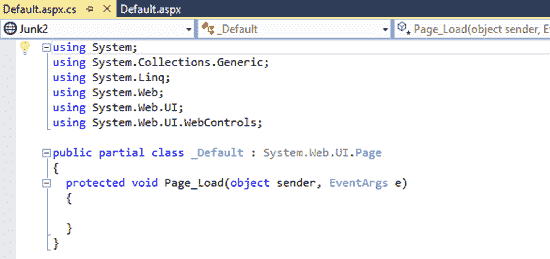 Default.aspx.cs Default.aspx
Junk2 _Default Page_Load(object sender,
using System;
using System.Collections.Generic;
using System.Linq;
using System.Web;
using System.Web.UI;
using System.Web.UI.WebControls;
public partial class _Default : System.Web.UI.Page
{
protected void Page_Load(object sender, EventArgs e)
{
}
}